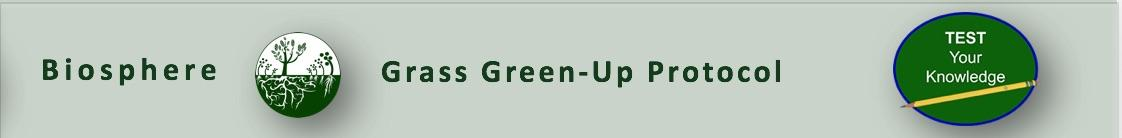 Biosphere
Grass Green-Up Protocol
TEST
Your
Knowledge